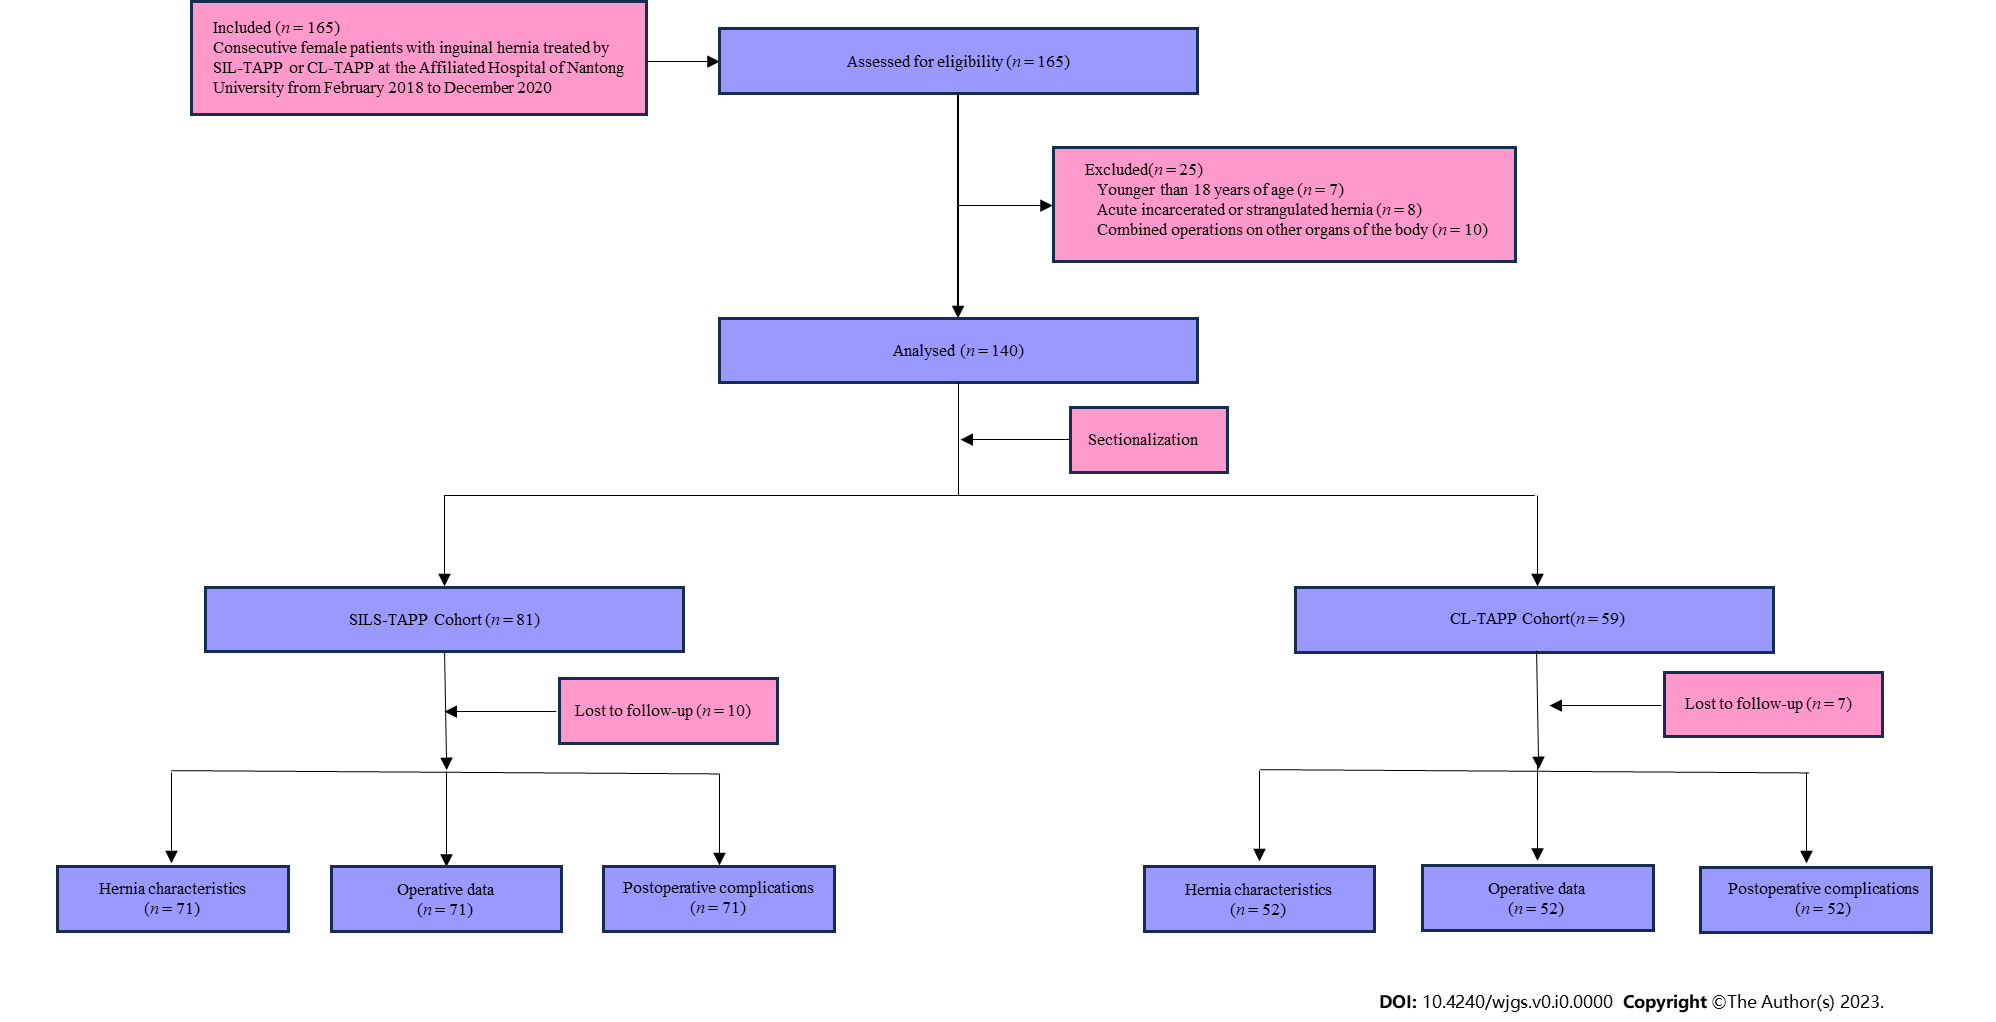 Included (n = 165)
Consecutive female patients with inguinal hernia treated by
SIL-TAPP or CL-TAPP at the Affiliated Hospital of Nantong
University from February 2018 to December 2020
Assessed for eligibility (n = 165)
Excluded(n = 25)
Younger than 18 years of age (n = 7)
Acute incarcerated or strangulated hernia (n = 8)
Combined operations on other organs of the body (n = 10)
Analysed (n = 140)
Sectionalization
SILS-TAPP Cohort (n = 81)
CL-TAPP Cohort(n = 59)
Lost to follow-up (n = 10)
Lost to follow-up (n = 7)
Hernia characteristics
(n = 71)
Operative data
(n = 71)
Postoperative complications
(n = 71)
Hernia characteristics
(n = 52)
Operative data
(n = 52)
Postoperative complications
(n = 52)
DOI: 10.4240/wjgs.v0.i0.0000 Copyright ©The Author(s) 2023.